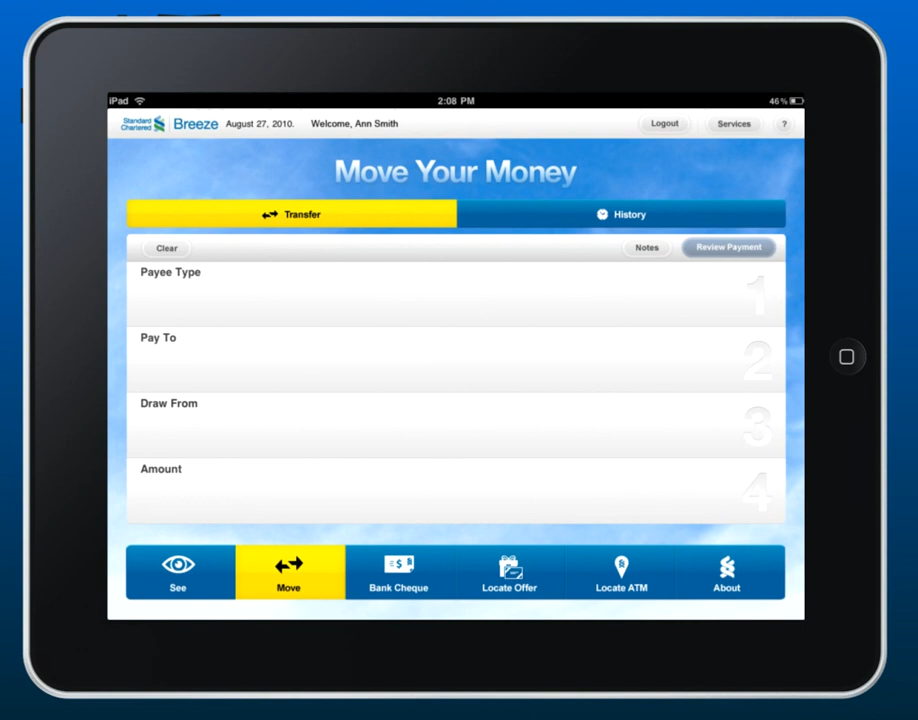 iPad 2:08 PM 46%
Standard Chartered Breeze August 27, 2010. Welcome, Ann Smith Logout Services ?
Move Your Money
Transfer History
Clear Notes Review Payment
Payee Type
1
Pay To
2
Draw From
3
Amount
4
See Move Bank Cheque Locate Offer Locate ATM About